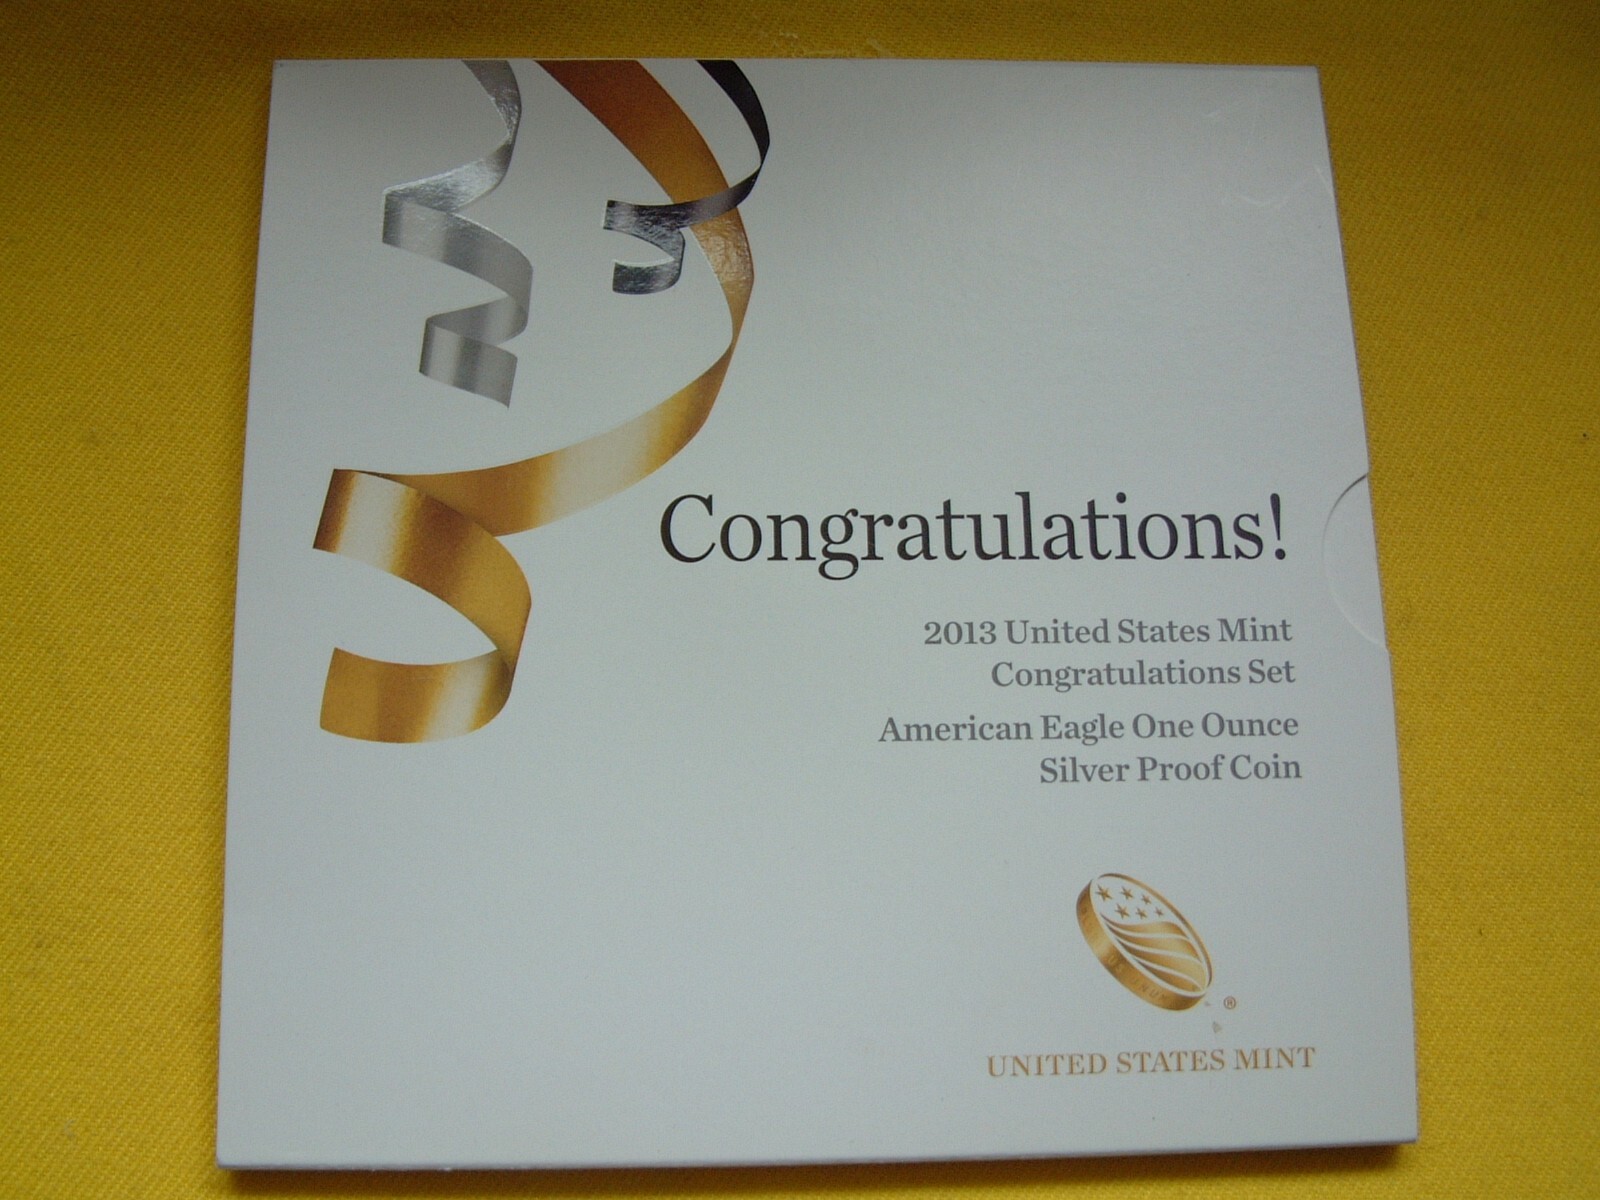 Congratulations!
2013 United States Mint
Congratulations Set
American Eagle One Ounce
Silver Proof Coin
®
UNITED STATES MINT